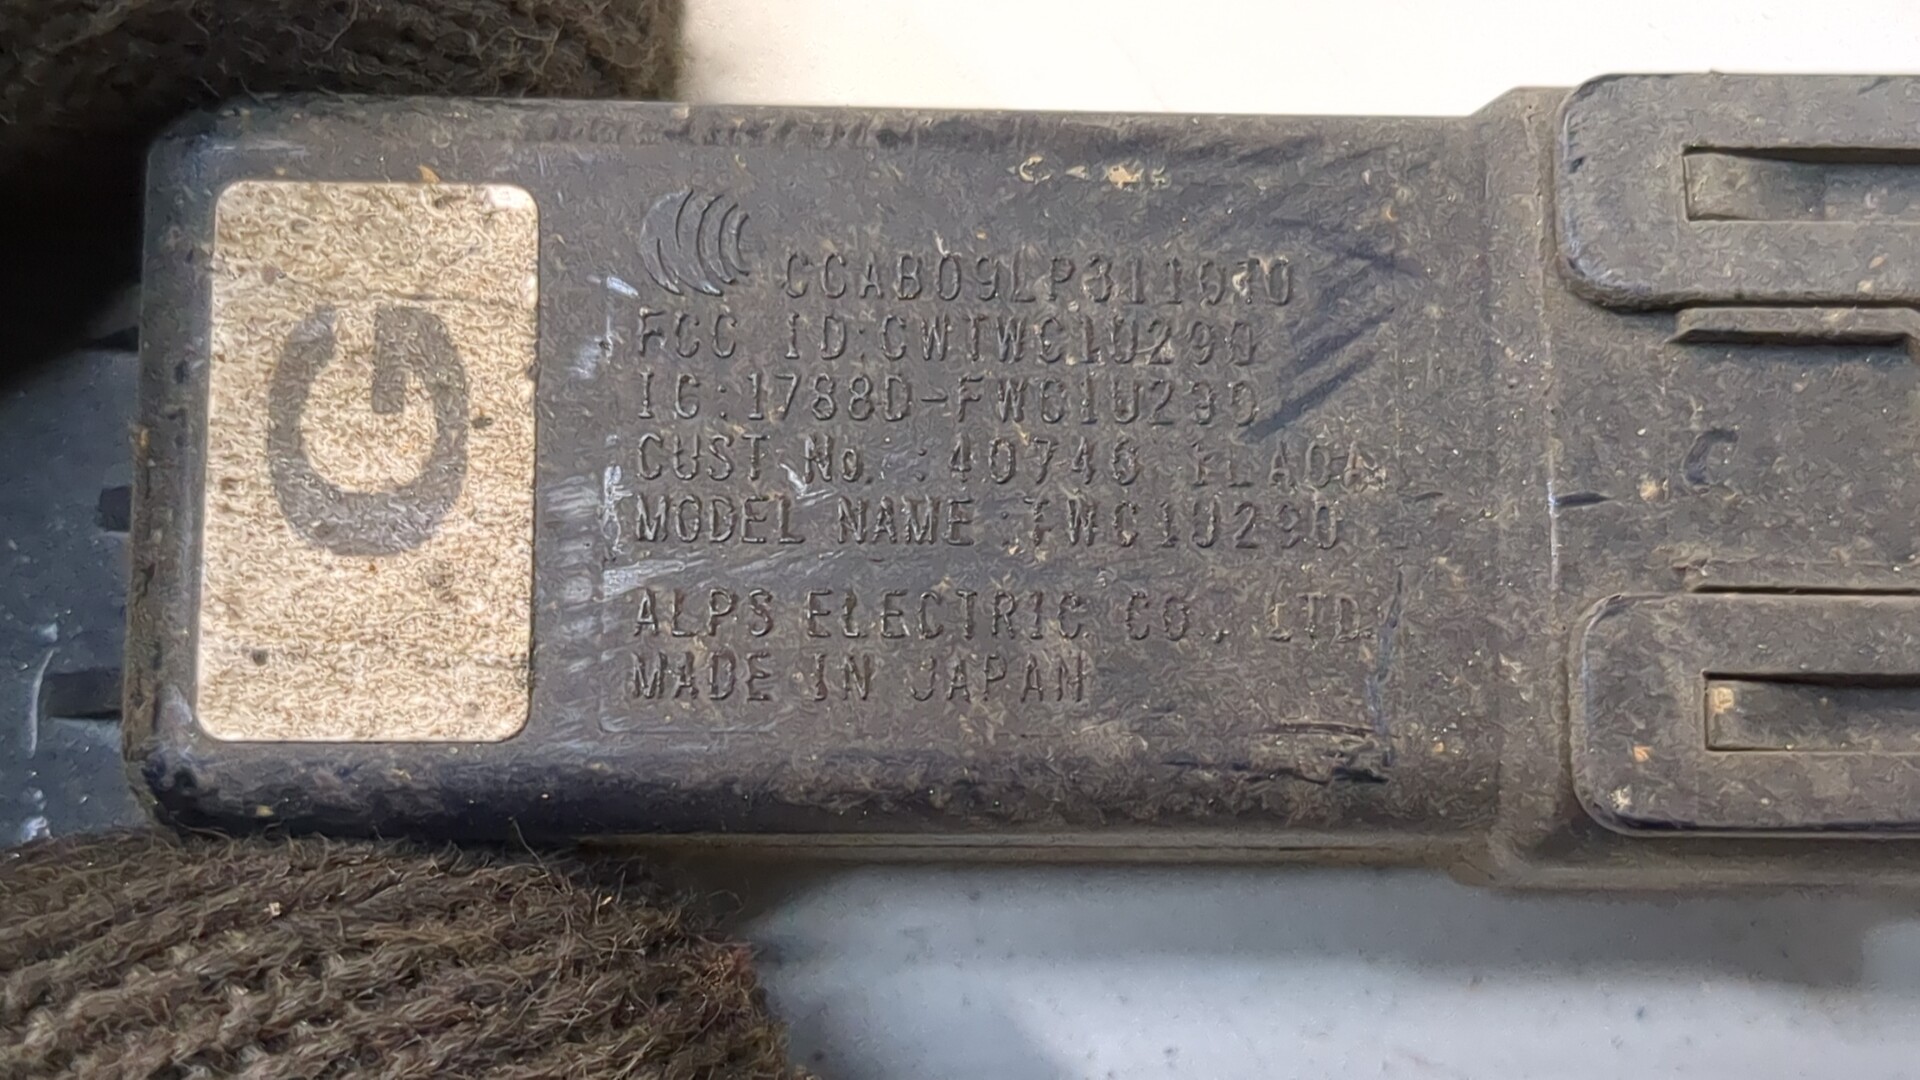 CCAB09LP3110T0
FCC ID:CWTWC1U290
IC:1788D-FWC1U290
CUST No. :40740 1LA0A
MODEL NAME:FWC1U290
ALPS ELECTRIC CO., LTD.
MADE IN JAPAN
G